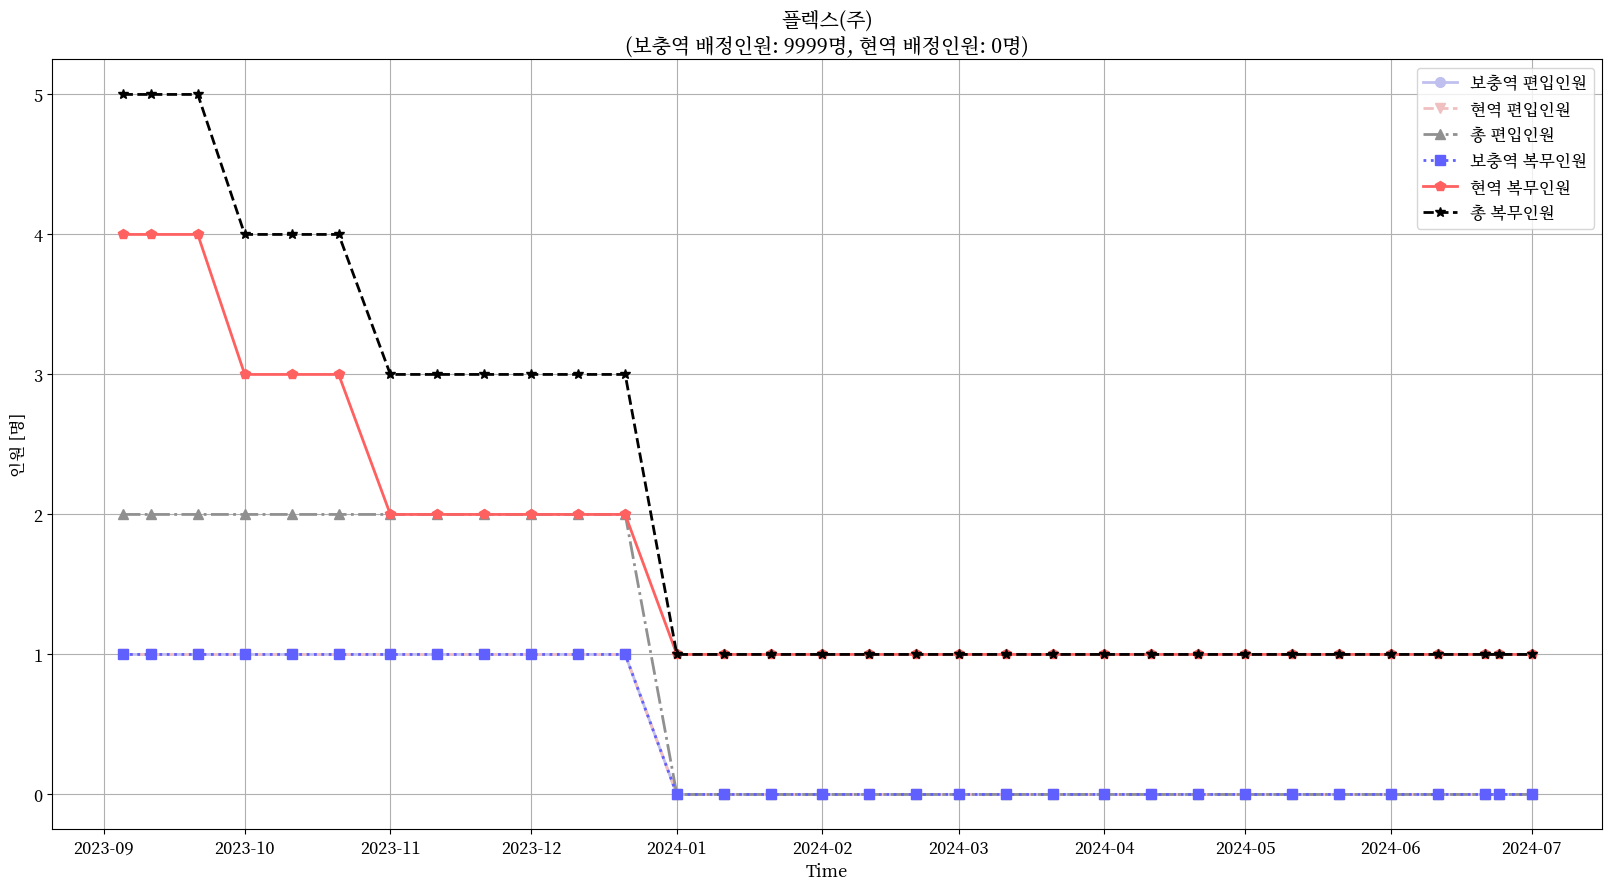 플렉스(주)
(보충역 배정인원: 9999명, 현역 배정인원: 0명)
보충역 편입인원
현역 편입인원
총 편입인원
보충역 복무인원
현역 복무인원
총 복무인원
인원 [명]
5
4
3
2
1
0
2023-09
2023-10
2023-11
2023-12
2024-01
2024-02
2024-03
2024-04
2024-05
2024-06
2024-07
Time